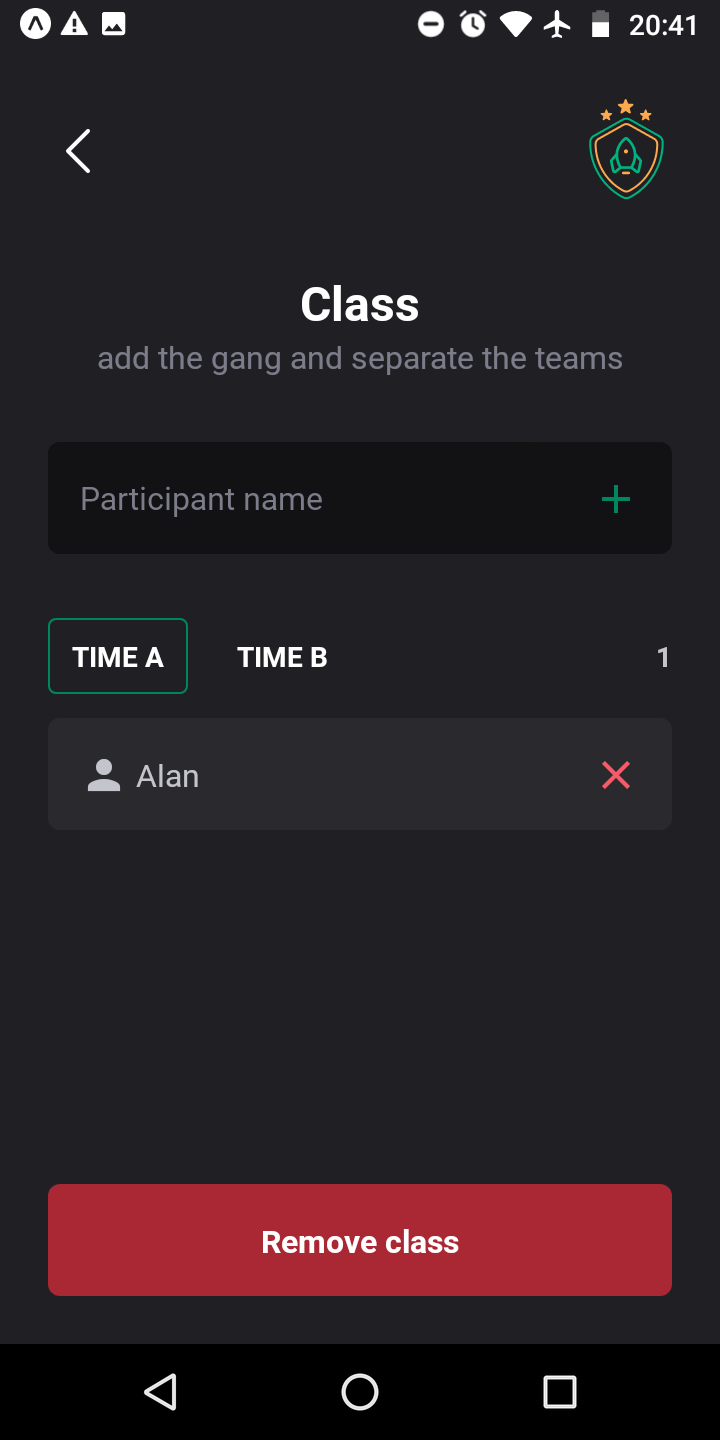 20:41
Class
add the gang and separate the teams
Participant name
TIME A TIME B 1
Alan
Remove class